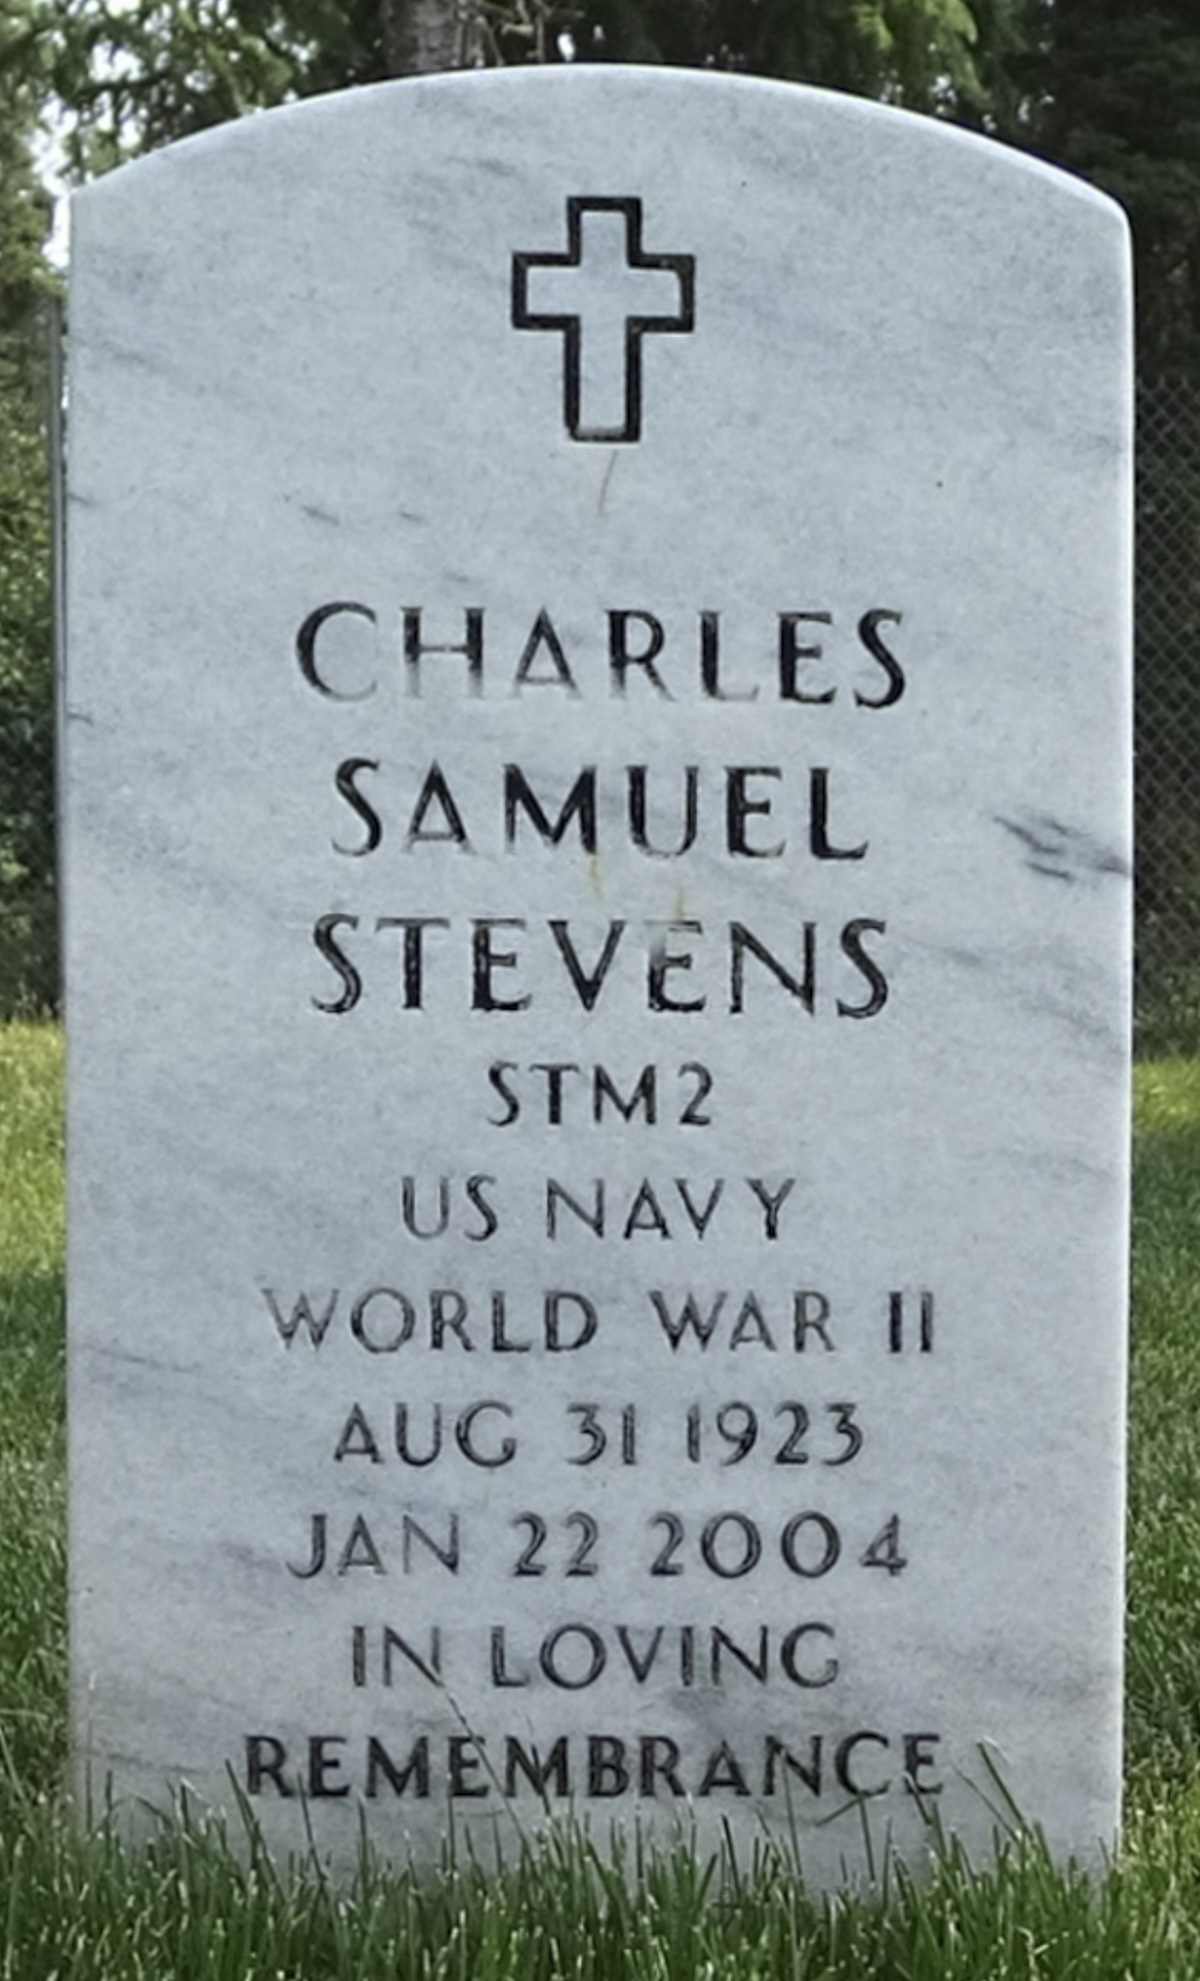 CHARLES
SAMUEL
STEVENS
STM2
US NAVY
WORLD WAR II
AUG 31 1923
JAN 22 2004
IN LOVING
REMEMBRANCE